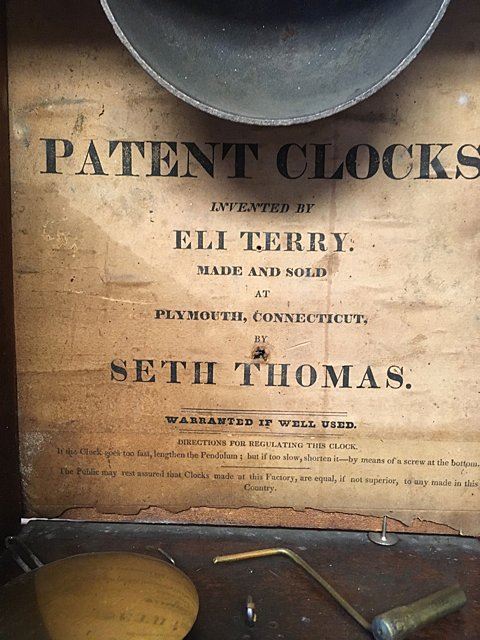 PATENT CLOCKS
INVENTED BY
ELI TERRY.
MADE AND SOLD
AT
PLYMOUTH, CONNECTICUT,
BY
SETH THOMAS.
WARRANTED IF WELL USED.
DIRECTIONS FOR REGULATING THIS CLOCK.
If the Clock goes too fast, lengthen the Pendulum; but if too slow, shorten it—by means of a screw at the bottom.
The Public may rest assured that Clocks made at this Factory, are equal, if not superior, to any made in this
Country.